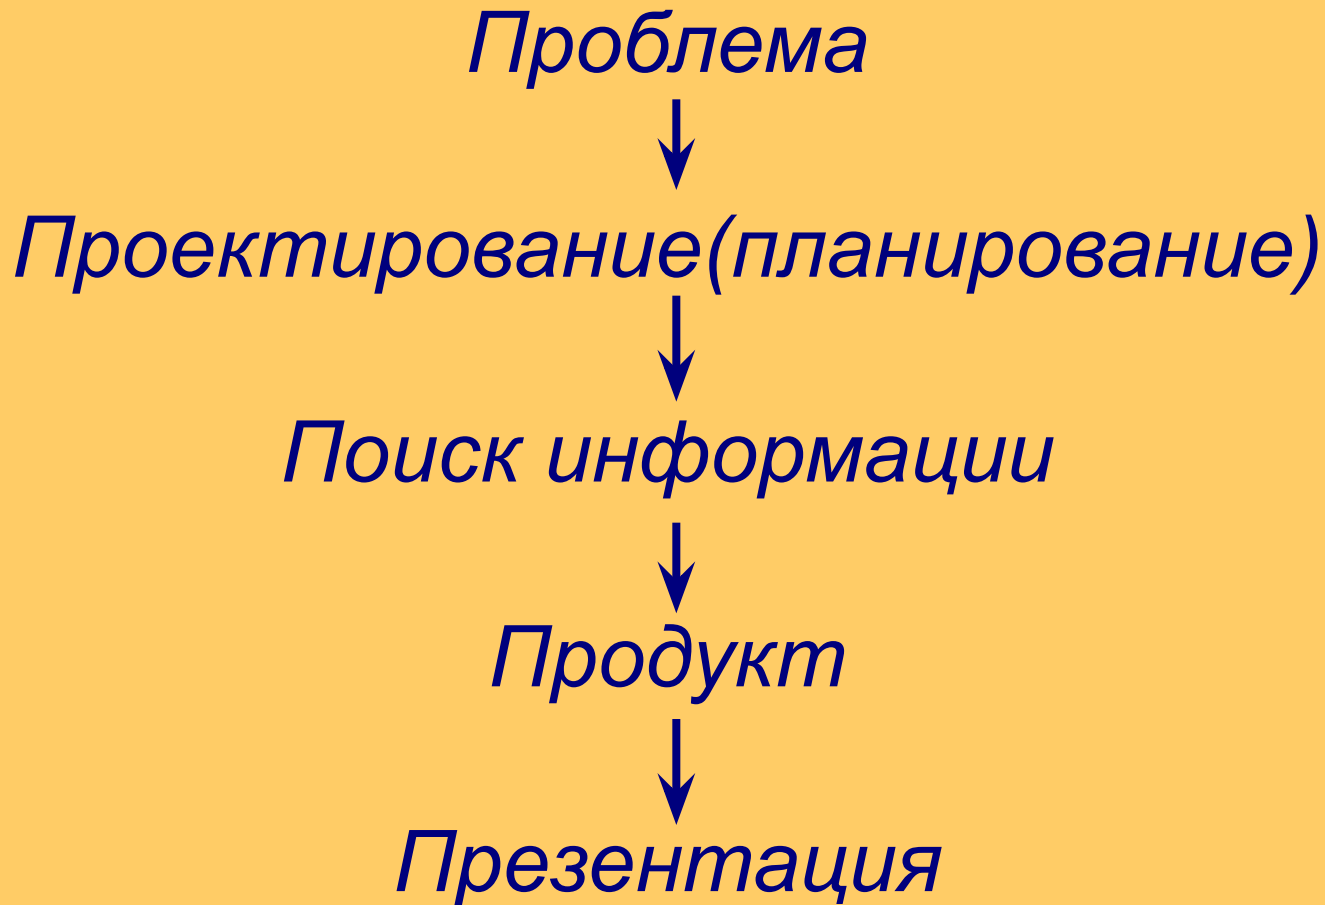 Проблема
Проектирование(планирование)
Поиск информации
Продукт
Презентация